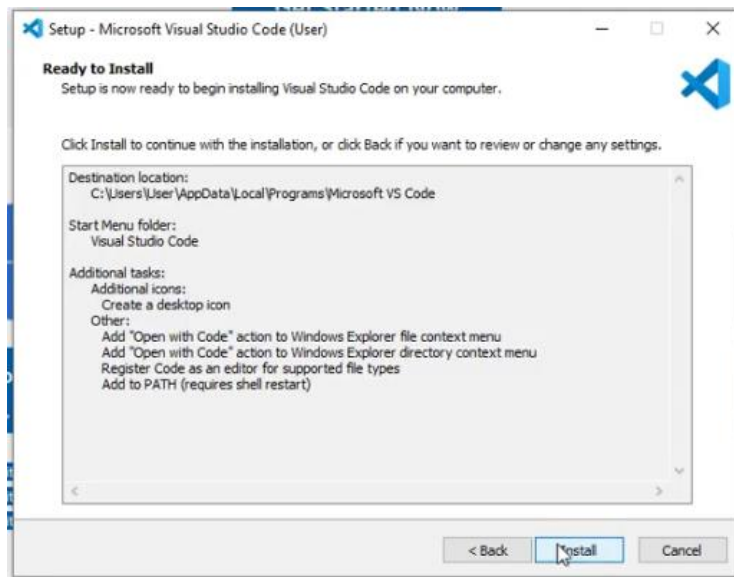 Setup - Microsoft Visual Studio Code (User)
Ready to Install
Setup is now ready to begin installing Visual Studio Code on your computer.
Click Install to continue with the installation, or click Back if you want to review or change any settings.
Destination location:
C:\Users\User\AppData\Local\Programs\Microsoft VS Code
Start Menu folder:
Visual Studio Code
Additional tasks:
Additional icons:
Create a desktop icon
Other:
Add "Open with Code" action to Windows Explorer file context menu
Add "Open with Code" action to Windows Explorer directory context menu
Register Code as an editor for supported file types
Add to PATH (requires shell restart)
< Back Install Cancel